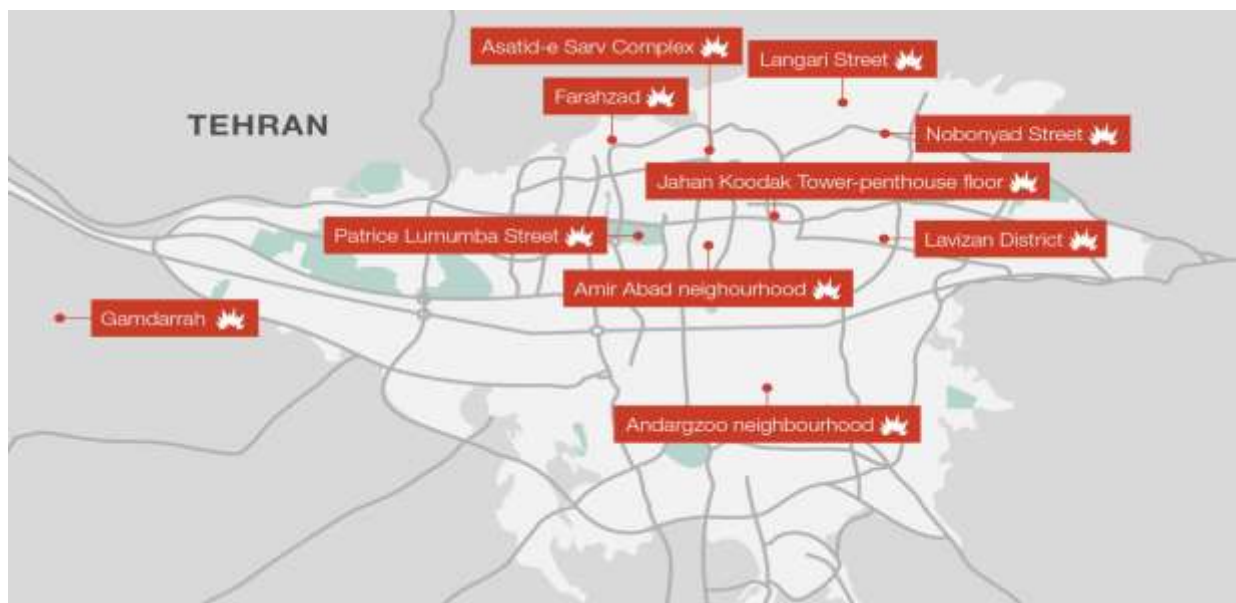 Asatid-e Sarv Complex
Langari Street
Farahzad
TEHRAN
Nobonyad Street
Jahan Koodak Tower-penthouse floor
Patrice Lumumba Street
Lavizan District
Amir Abad neighourhood
Gamdarrah
Andargzoo neighbourhood